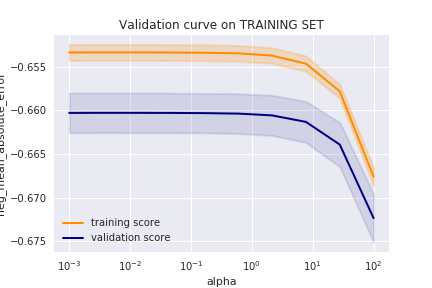 Validation curve on TRAINING SET
neg_mean_absolute_error
−0.655
−0.660
−0.665
−0.670
−0.675
training score
validation score
10⁻³ 10⁻² 10⁻¹ 10⁰ 10¹ 10²
alpha